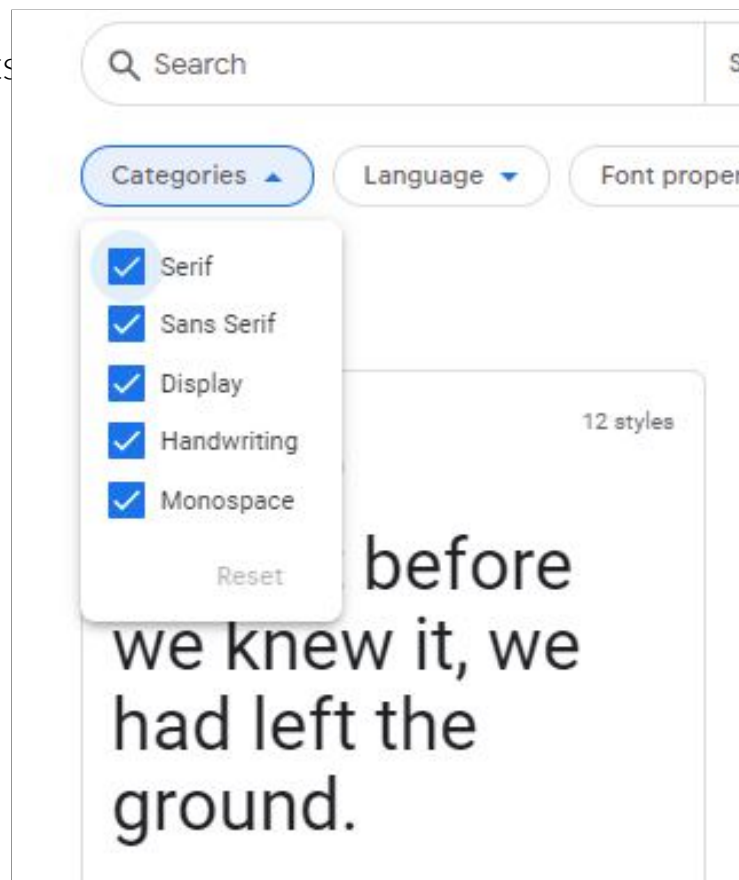 Search
Categories Language
Font
Serif
Sans Serif
Display
12 styles
Handwriting
Monospace
Reset
before
we knew it, we
had left the
ground.